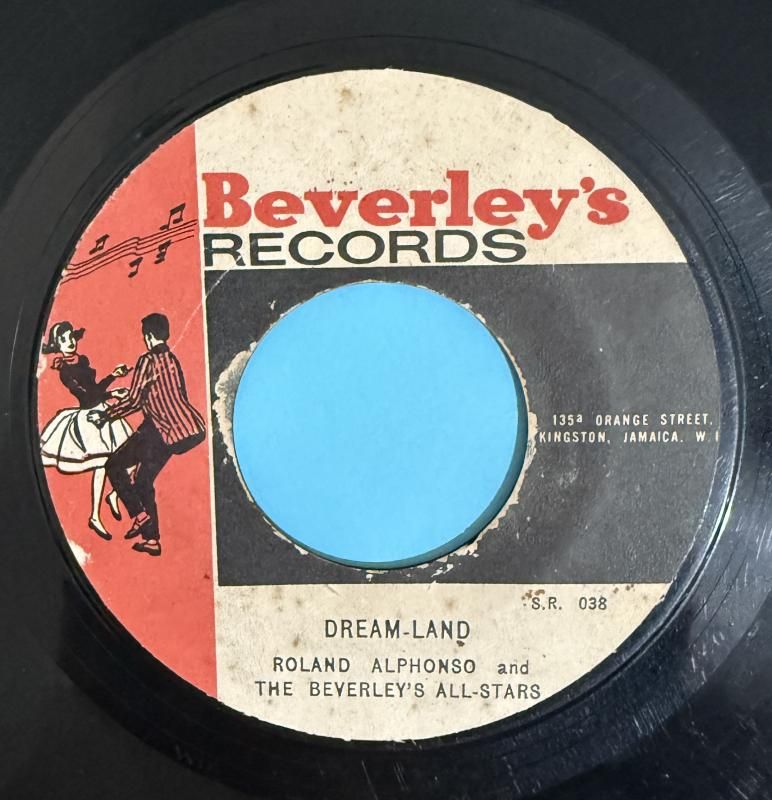 Beverley's
RECORDS
135a ORANGE STREET,
KINGSTON, JAMAICA. W.I
S.R. 038
DREAM-LAND
ROLAND ALPHONSO and
THE BEVERLEY'S ALL-STARS